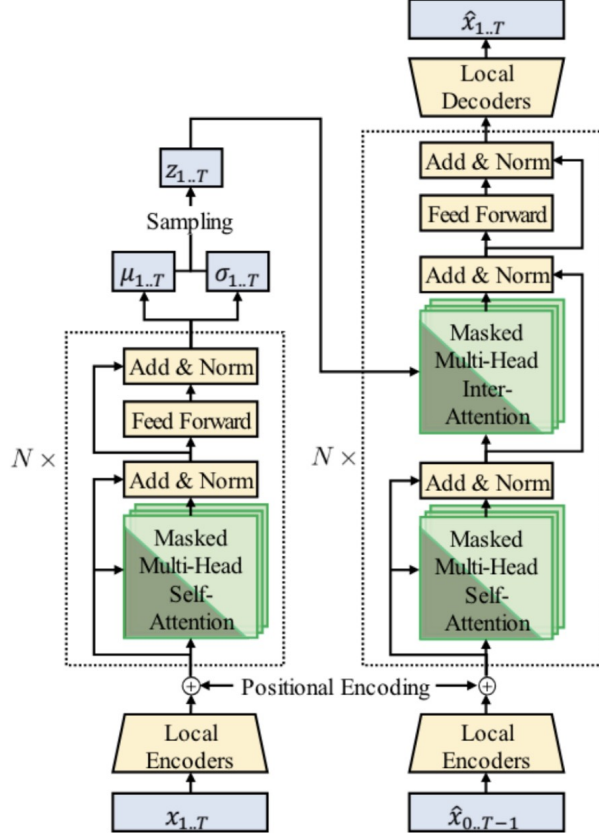 x̂₁..T
Local
Decoders
Add & Norm
Feed Forward
Add & Norm
Masked
Multi-Head
Inter-
Attention
N ×
Add & Norm
Masked
Multi-Head
Self-
Attention
z₁..T
Sampling
μ₁..T
σ₁..T
Add & Norm
Feed Forward
N ×
Add & Norm
Masked
Multi-Head
Self-
Attention
Positional Encoding
Local
Encoders
x₁..T
Local
Encoders
x̂₀..T−1